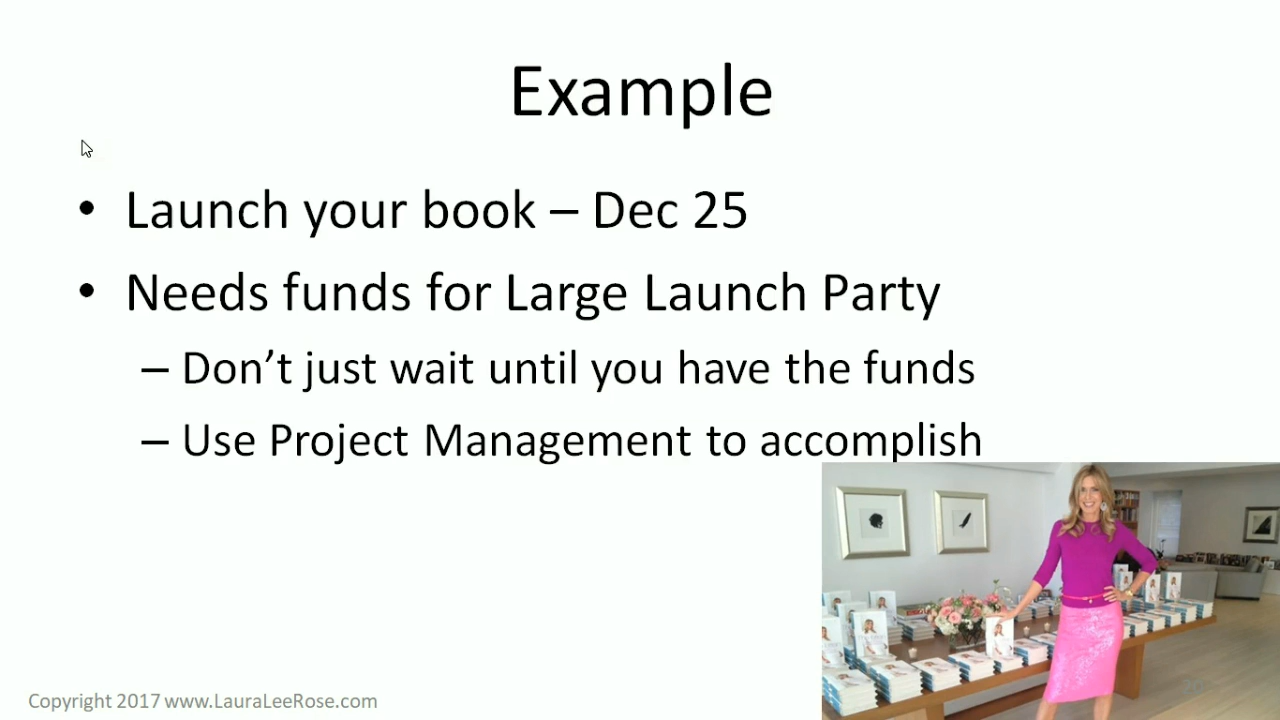 Example
• Launch your book – Dec 25
• Needs funds for Large Launch Party
– Don’t just wait until you have the funds
– Use Project Management to accomplish
Copyright 2017 www.LauraLeeRose.com